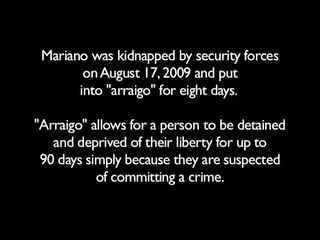 Mariano was kidnapped by security forces
on August 17, 2009 and put
into "arraigo" for eight days.
"Arraigo" allows for a person to be detained
and deprived of their liberty for up to
90 days simply because they are suspected
of committing a crime.